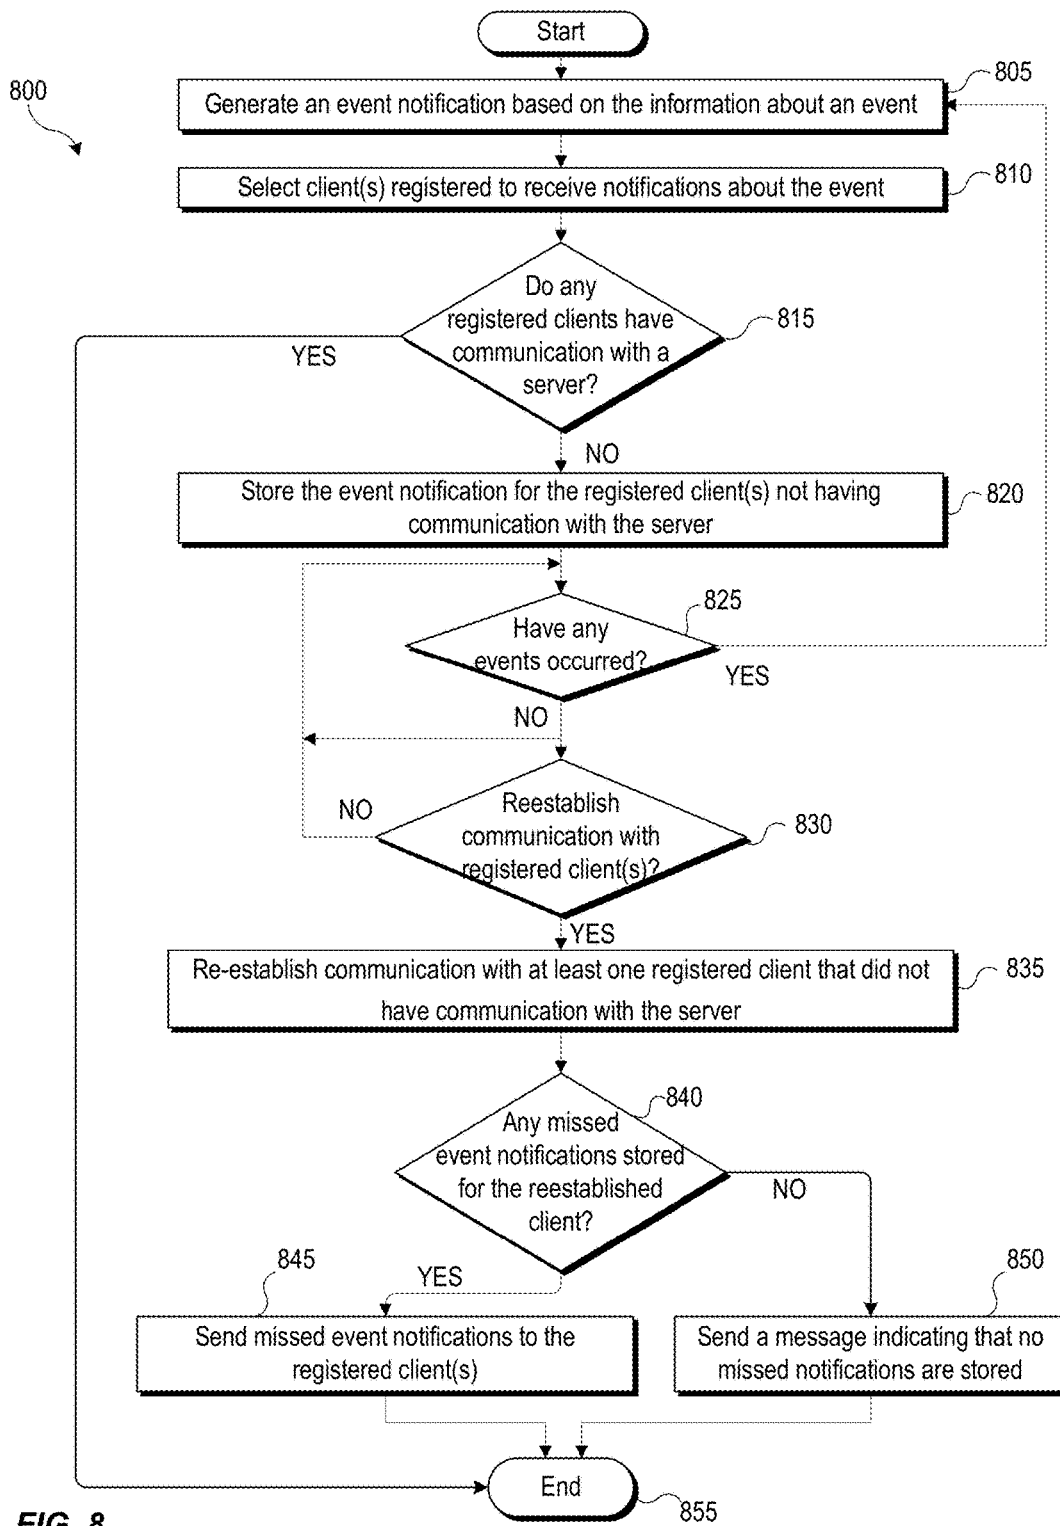 Start
800
805
Generate an event notification based on the information about an event
Select client(s) registered to receive notifications about the event
810
Do any
registered clients have
communication with a
server?
815
YES
NO
Store the event notification for the registered client(s) not having
communication with the server
820
825
Have any
events occurred?
YES
NO
NO
Reestablish
communication with
registered client(s)?
830
YES
Re-establish communication with at least one registered client that did not
have communication with the server
835
840
Any missed
event notifications stored
for the reestablished
client?
NO
YES
845
850
Send missed event notifications to the
registered client(s)
Send a message indicating that no
missed notifications are stored
End
855
FIG. 8